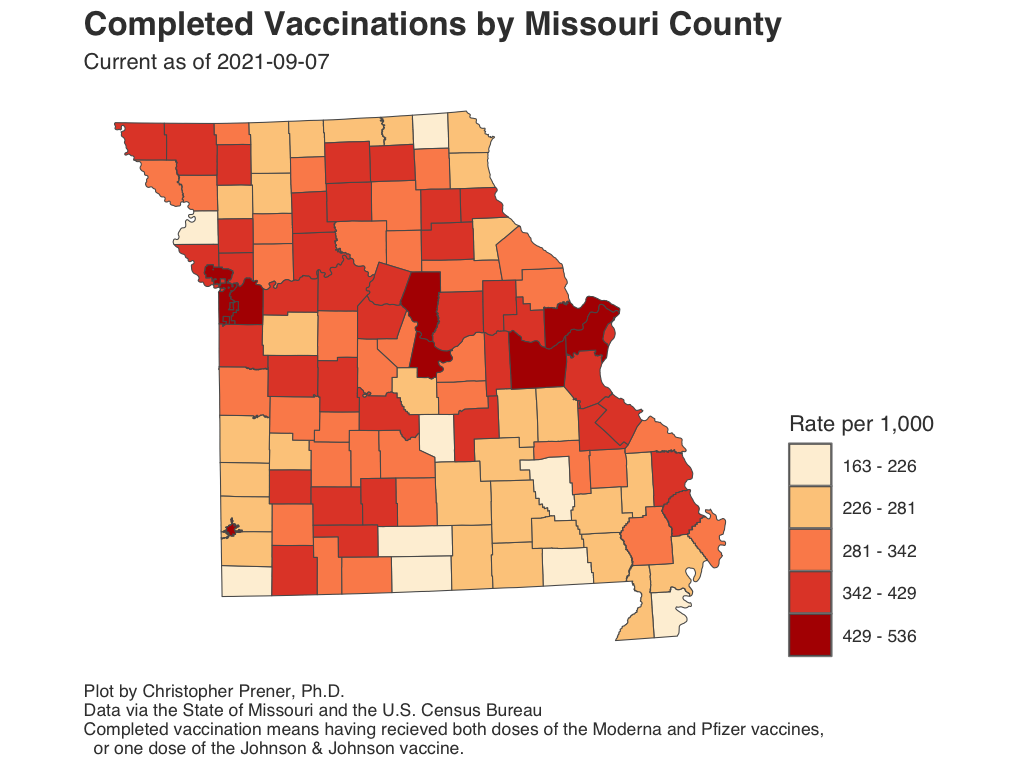 Completed Vaccinations by Missouri County
Current as of 2021-09-07
Rate per 1,000
163 - 226
226 - 281
281 - 342
342 - 429
429 - 536
Plot by Christopher Prener, Ph.D.
Data via the State of Missouri and the U.S. Census Bureau
Completed vaccination means having recieved both doses of the Moderna and Pfizer vaccines,
or one dose of the Johnson & Johnson vaccine.